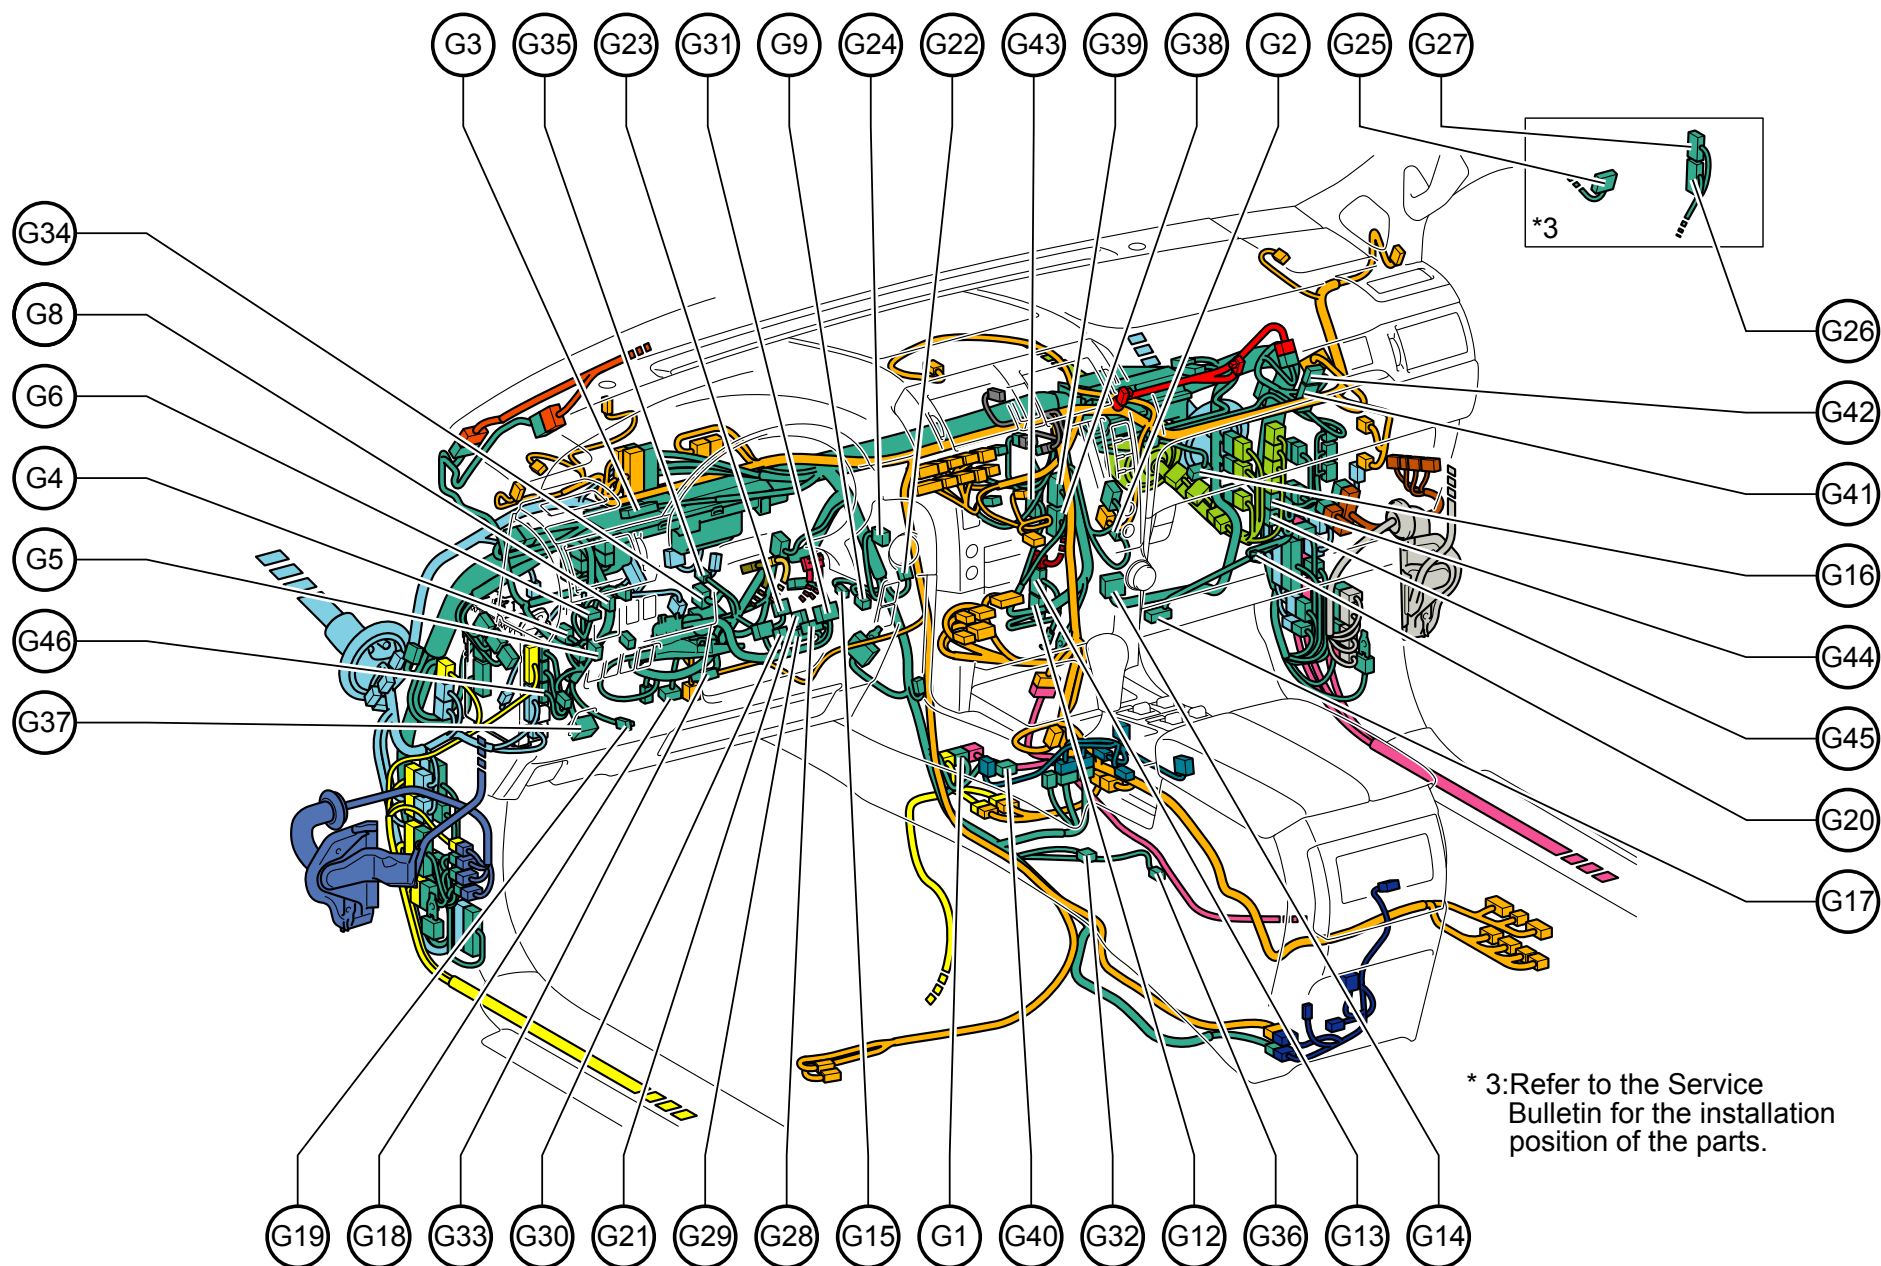 G3
G35
G23
G31
G9
G24
G22
G43
G39
G38
G2
G25
G27
*3
G34
G8
G6
G4
G5
G46
G37
G26
G42
G41
G16
G44
G45
G20
G17
* 3:Refer to the Service
Bulletin for the installation
position of the parts.
G19
G18
G33
G30
G21
G29
G28
G15
G1
G40
G32
G12
G36
G13
G14